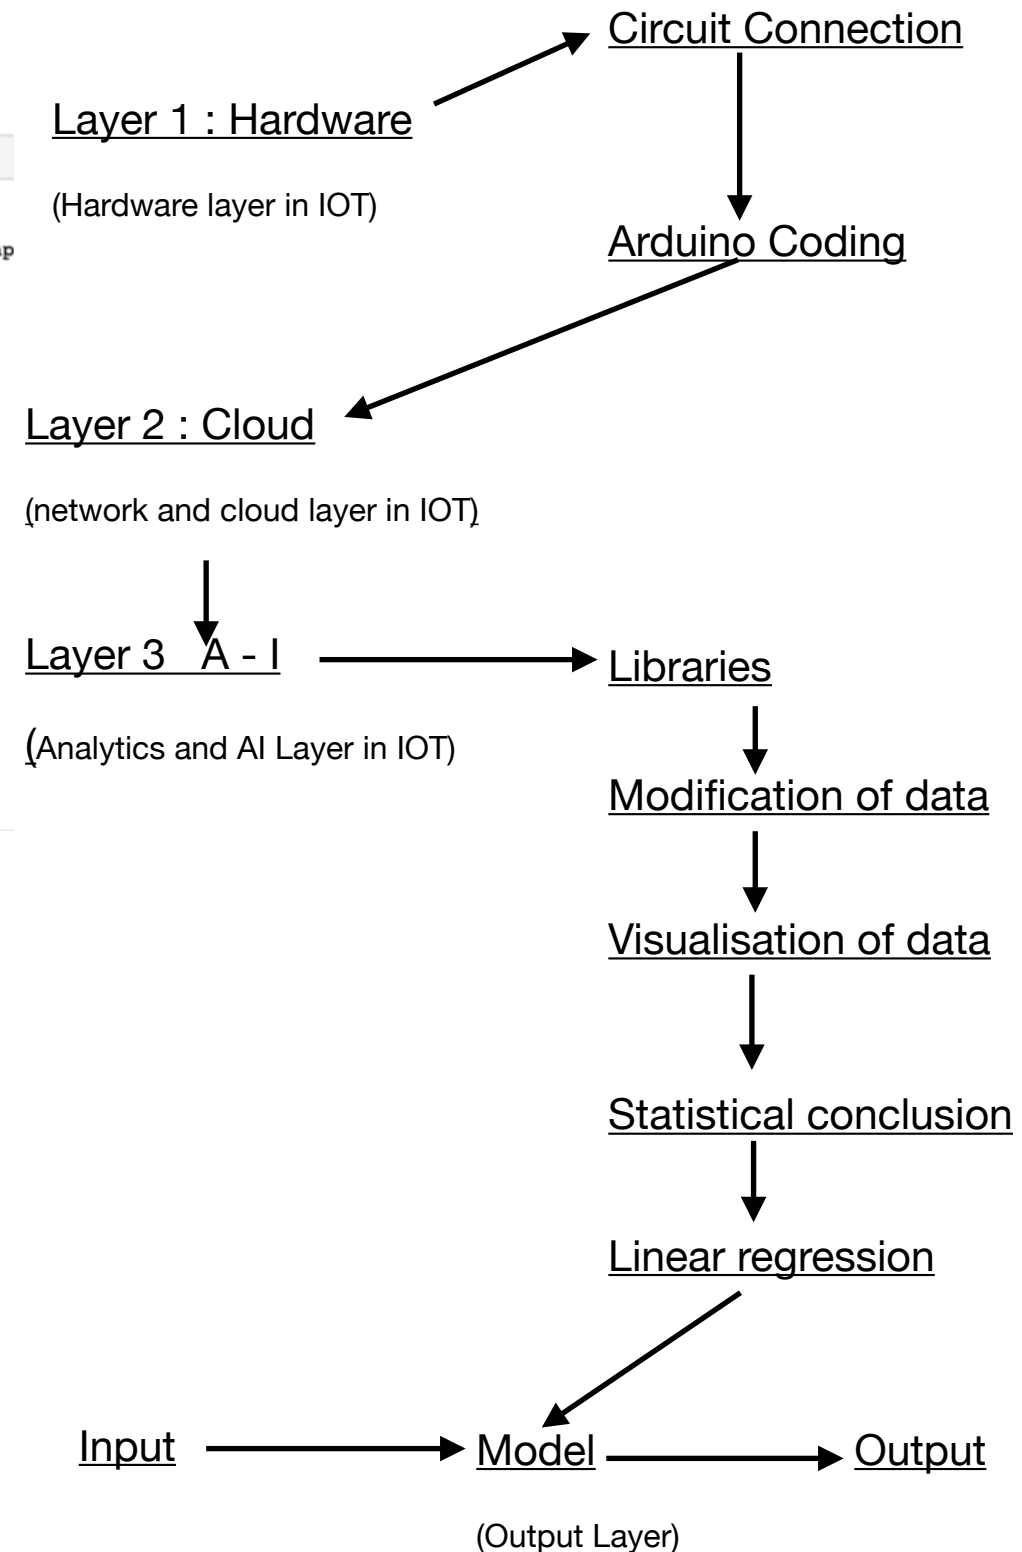 Circuit Connection
Layer 1 : Hardware
(Hardware layer in IOT)
Arduino Coding
Layer 2 : Cloud
(network and cloud layer in IOT)
Layer 3 A - I
Libraries
(Analytics and AI Layer in IOT)
Modification of data
Visualisation of data
Statistical conclusion
Linear regression
Input
Model
Output
(Output Layer)